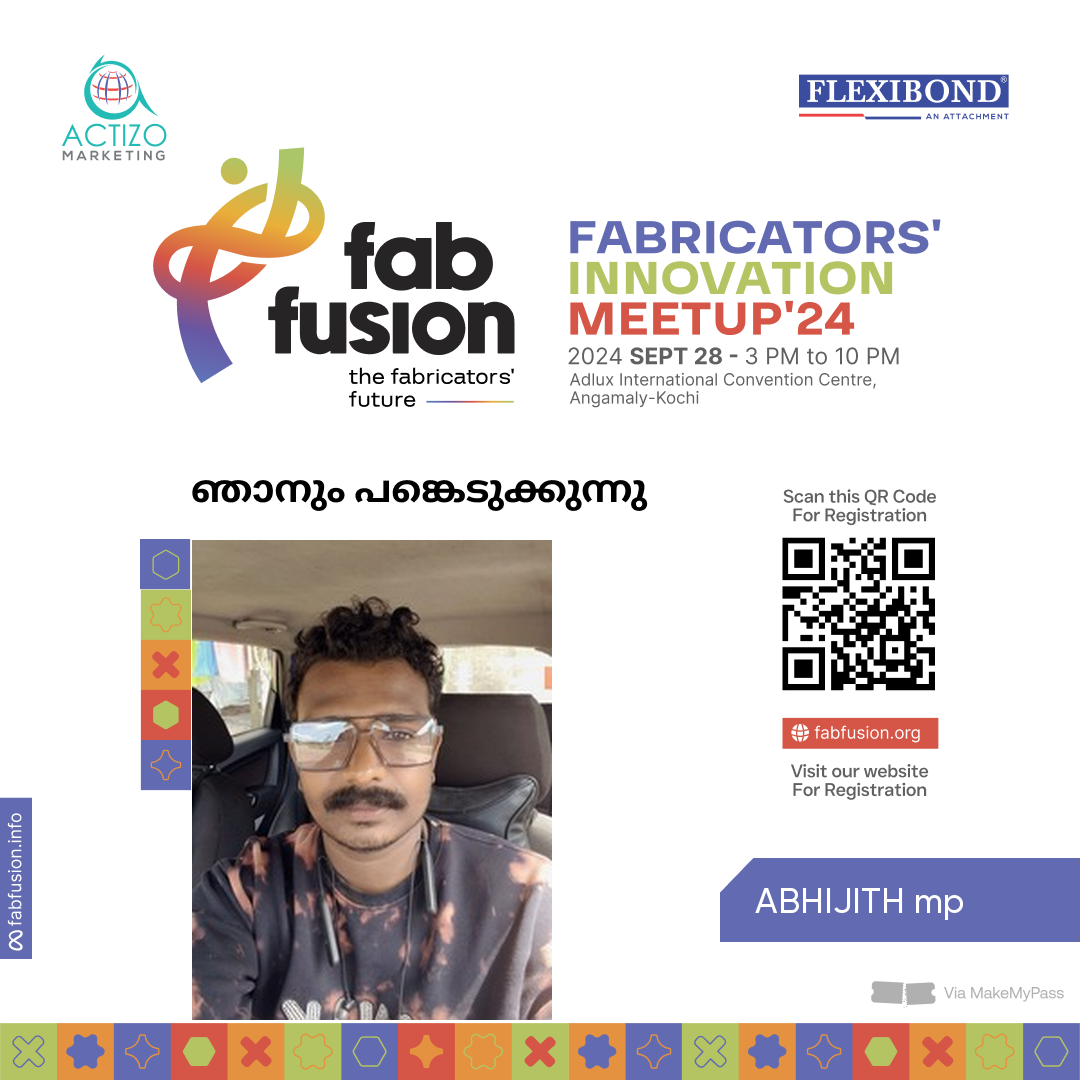 ACTIZO
MARKETING
FLEXIBOND®
AN ATTACHMENT
fab
fusion
the fabricators'
future
FABRICATORS'
INNOVATION
MEETUP'24
2024 SEPT 28 - 3 PM to 10 PM
Adlux International Convention Centre,
Angamaly-Kochi
ഞാനും പങ്കെടുക്കുന്നു
Scan this QR Code
For Registration
fabfusion.org
Visit our website
For Registration
fabfusion.info
ABHIJITH mp
Via MakeMyPass